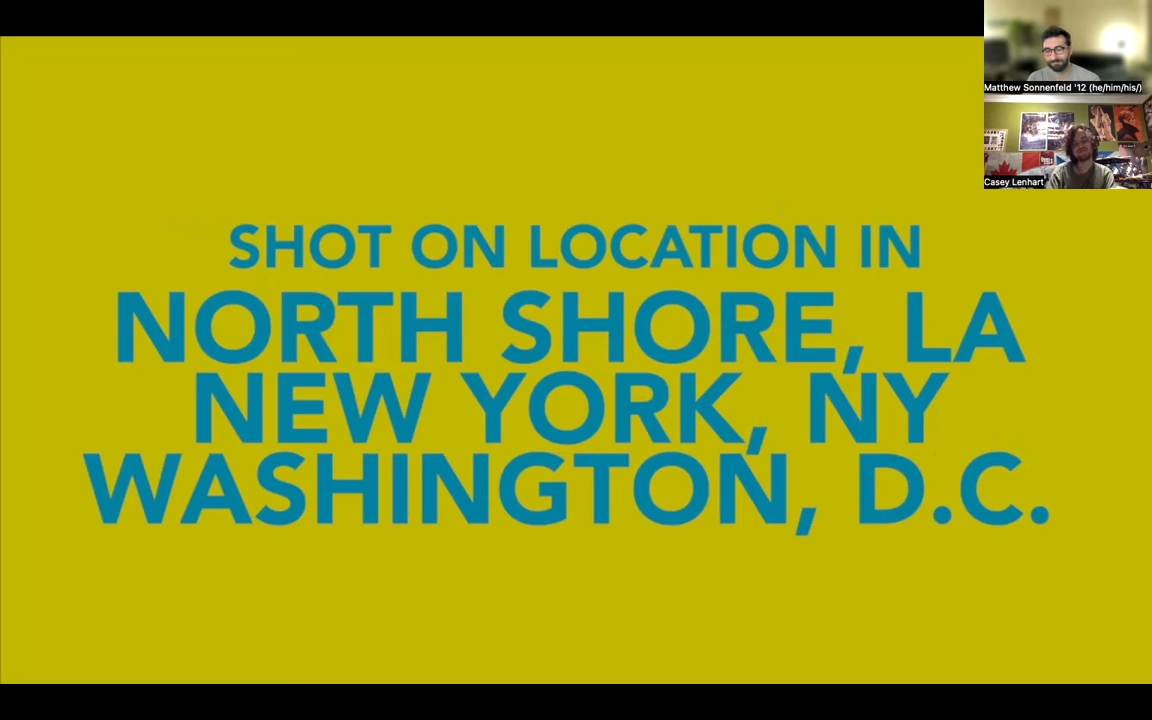 SHOT ON LOCATION IN
NORTH SHORE, LA
NEW YORK, NY
WASHINGTON, D.C.
Matthew Sonnenfeld '12 (he/him/his/)
Casey Lenhart